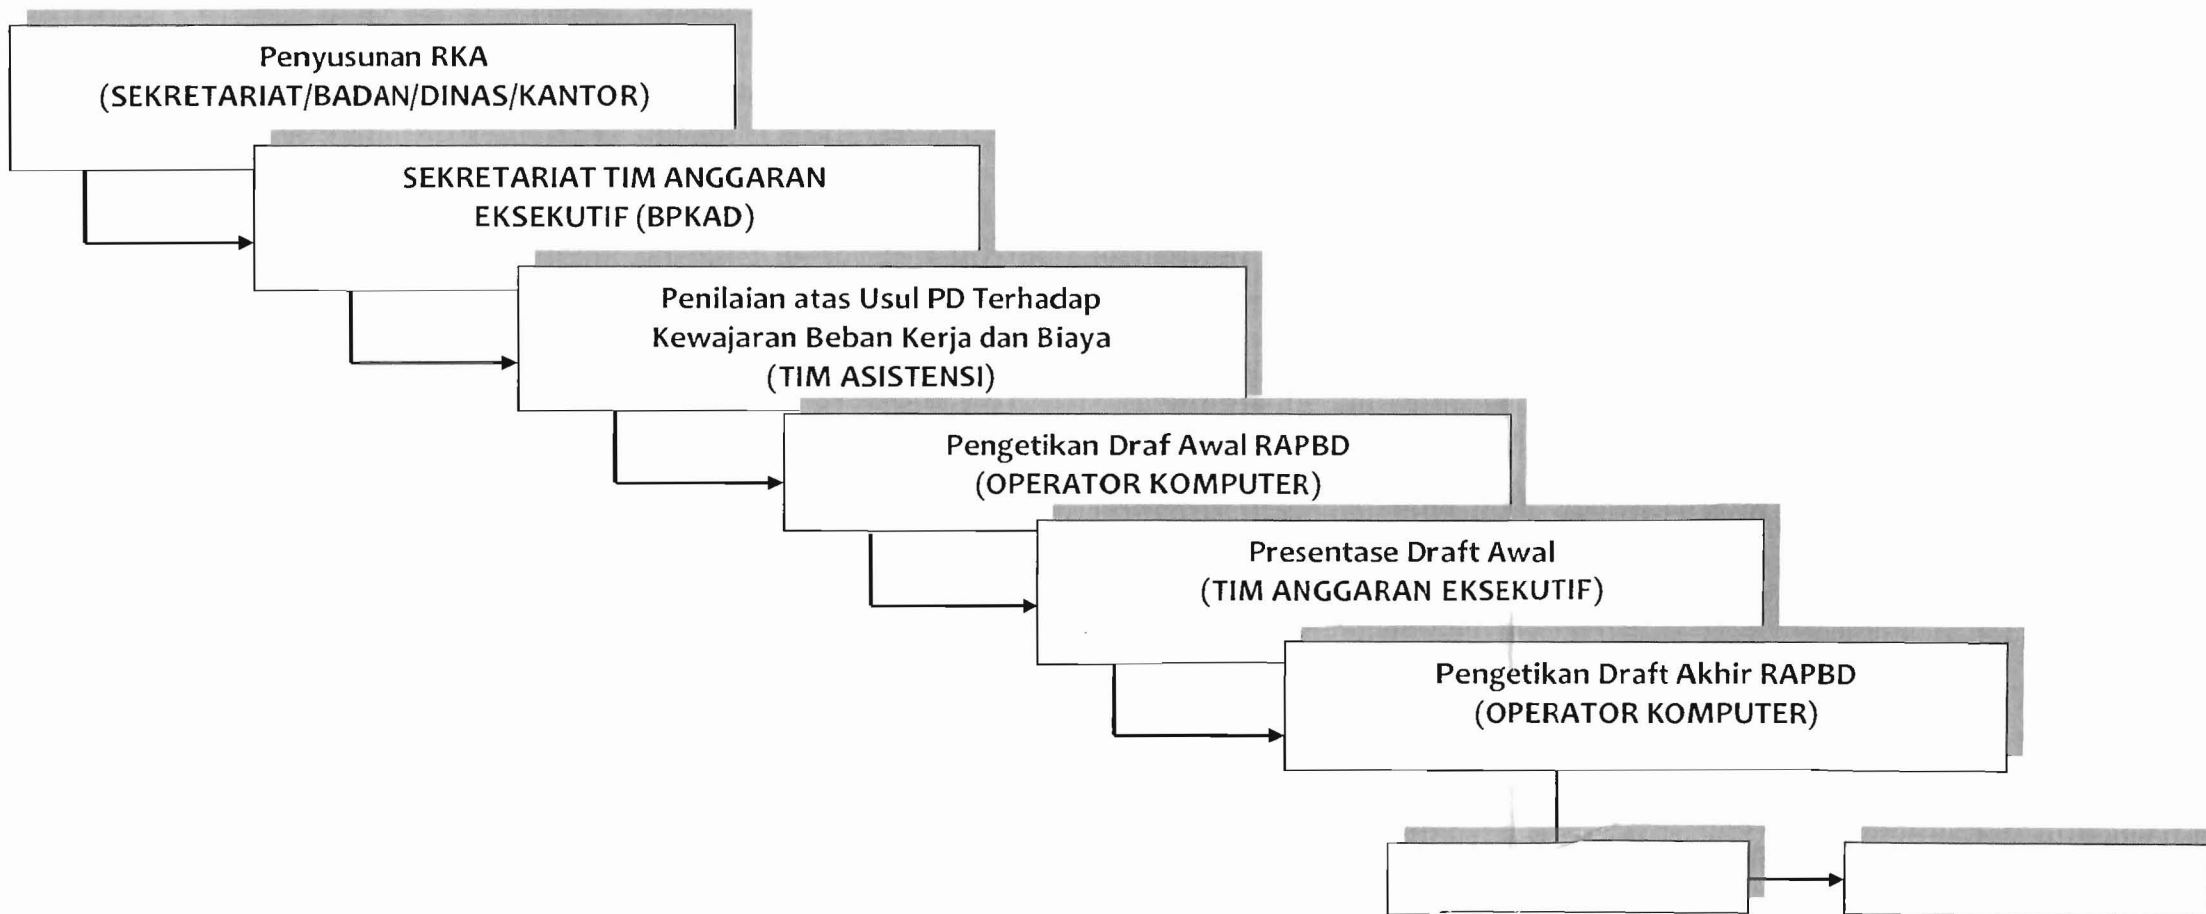 Penyusunan RKA
(SEKRETARIAT/BADAN/DINAS/KANTOR)
SEKRETARIAT TIM ANGGARAN
EKSEKUTIF (BPKAD)
Penilaian atas Usul PD Terhadap
Kewajaran Beban Kerja dan Biaya
(TIM ASISTENSI)
Pengetikan Draf Awal RAPBD
(OPERATOR KOMPUTER)
Presentase Draft Awal
(TIM ANGGARAN EKSEKUTIF)
Pengetikan Draft Akhir RAPBD
(OPERATOR KOMPUTER)